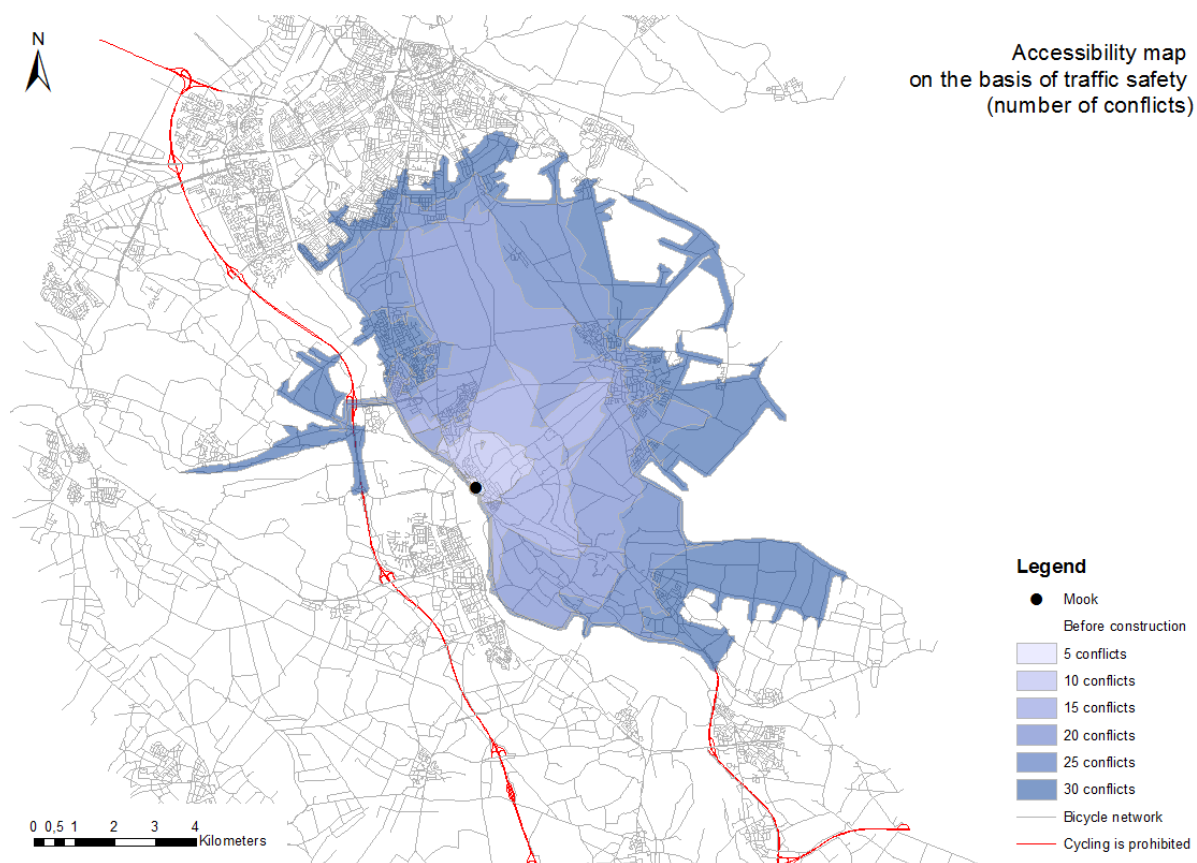 N
Accessibility map
on the basis of traffic safety
(number of conflicts)
Legend
Mook
Before construction
5 conflicts
10 conflicts
15 conflicts
20 conflicts
25 conflicts
30 conflicts
Bicycle network
Cycling is prohibited
0 0,5 1 2 3 4
Kilometers